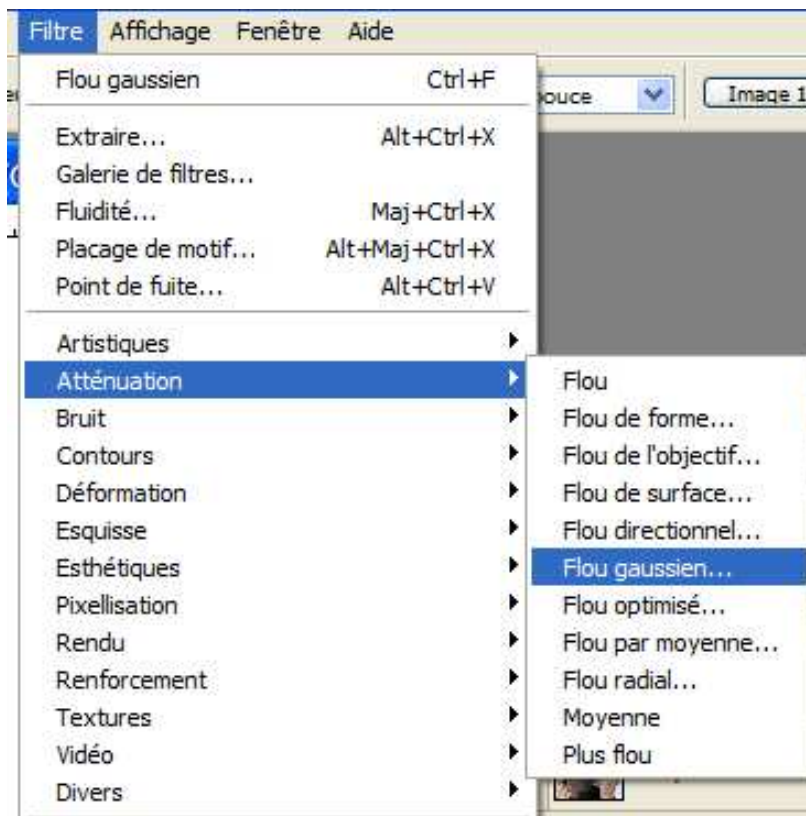 Filtre Affichage Fenêtre Aide
Flou gaussien Ctrl+F
ouce Image 1
Extraire... Alt+Ctrl+X
Galerie de filtres...
Fluidité... Maj+Ctrl+X
Placage de motif... Alt+Maj+Ctrl+X
Point de fuite... Alt+Ctrl+V
Artistiques
Atténuation
Bruit
Contours
Déformation
Esquisse
Esthétiques
Pixellisation
Rendu
Renforcement
Textures
Vidéo
Divers
Flou
Flou de forme...
Flou de l'objectif...
Flou de surface...
Flou directionnel...
Flou gaussien...
Flou optimisé...
Flou par moyenne...
Flou radial...
Moyenne
Plus flou